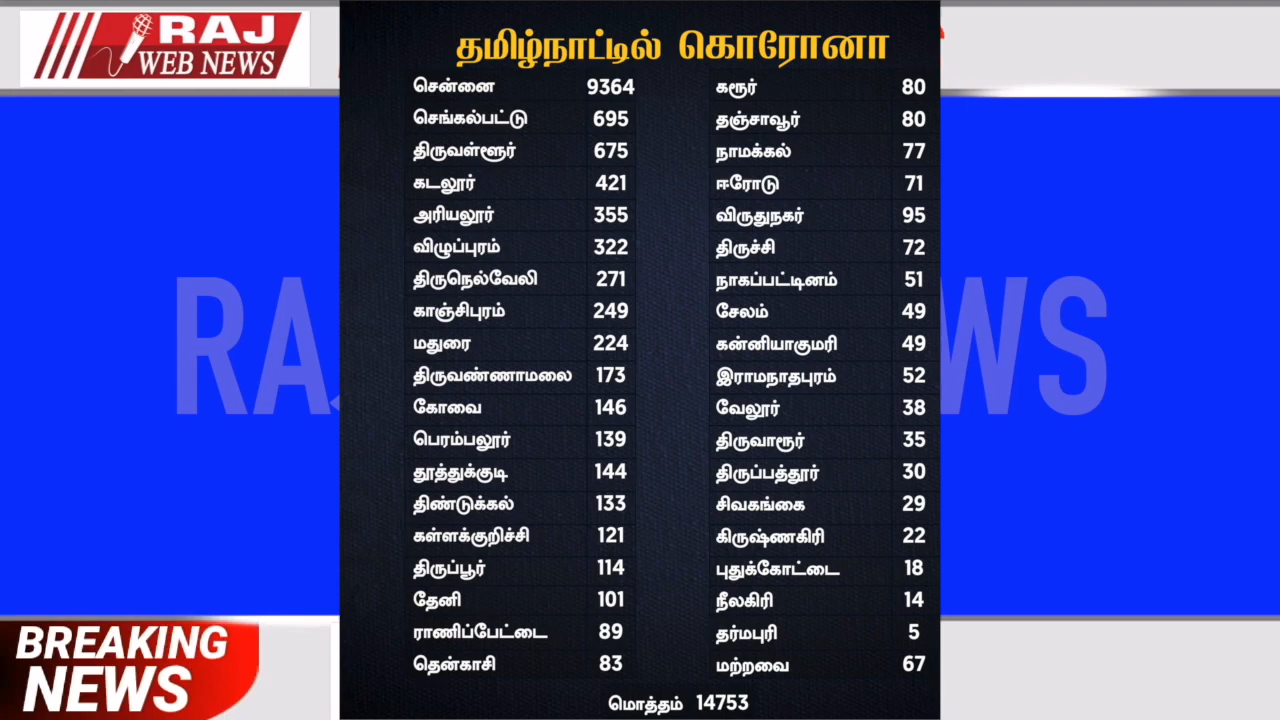 RAJ
WEB NEWS
தமிழ்நாட்டில் கொரோனா
சென்னை 9364
செங்கல்பட்டு 695
திருவள்ளூர் 675
கடலூர் 421
அரியலூர் 355
விழுப்புரம் 322
திருநெல்வேலி 271
காஞ்சிபுரம் 249
மதுரை 224
திருவண்ணாமலை 173
கோவை 146
பெரம்பலூர் 139
தூத்துக்குடி 144
திண்டுக்கல் 133
கள்ளக்குறிச்சி 121
திருப்பூர் 114
தேனி 101
ராணிப்பேட்டை 89
தென்காசி 83
கரூர் 80
தஞ்சாவூர் 80
நாமக்கல் 77
ஈரோடு 71
விருதுநகர் 95
திருச்சி 72
நாகப்பட்டினம் 51
சேலம் 49
கன்னியாகுமரி 49
இராமநாதபுரம் 52
வேலூர் 38
திருவாரூர் 35
திருப்பத்தூர் 30
சிவகங்கை 29
கிருஷ்ணகிரி 22
புதுக்கோட்டை 18
நீலகிரி 14
தர்மபுரி 5
மற்றவை 67
மொத்தம் 14753
BREAKING
NEWS